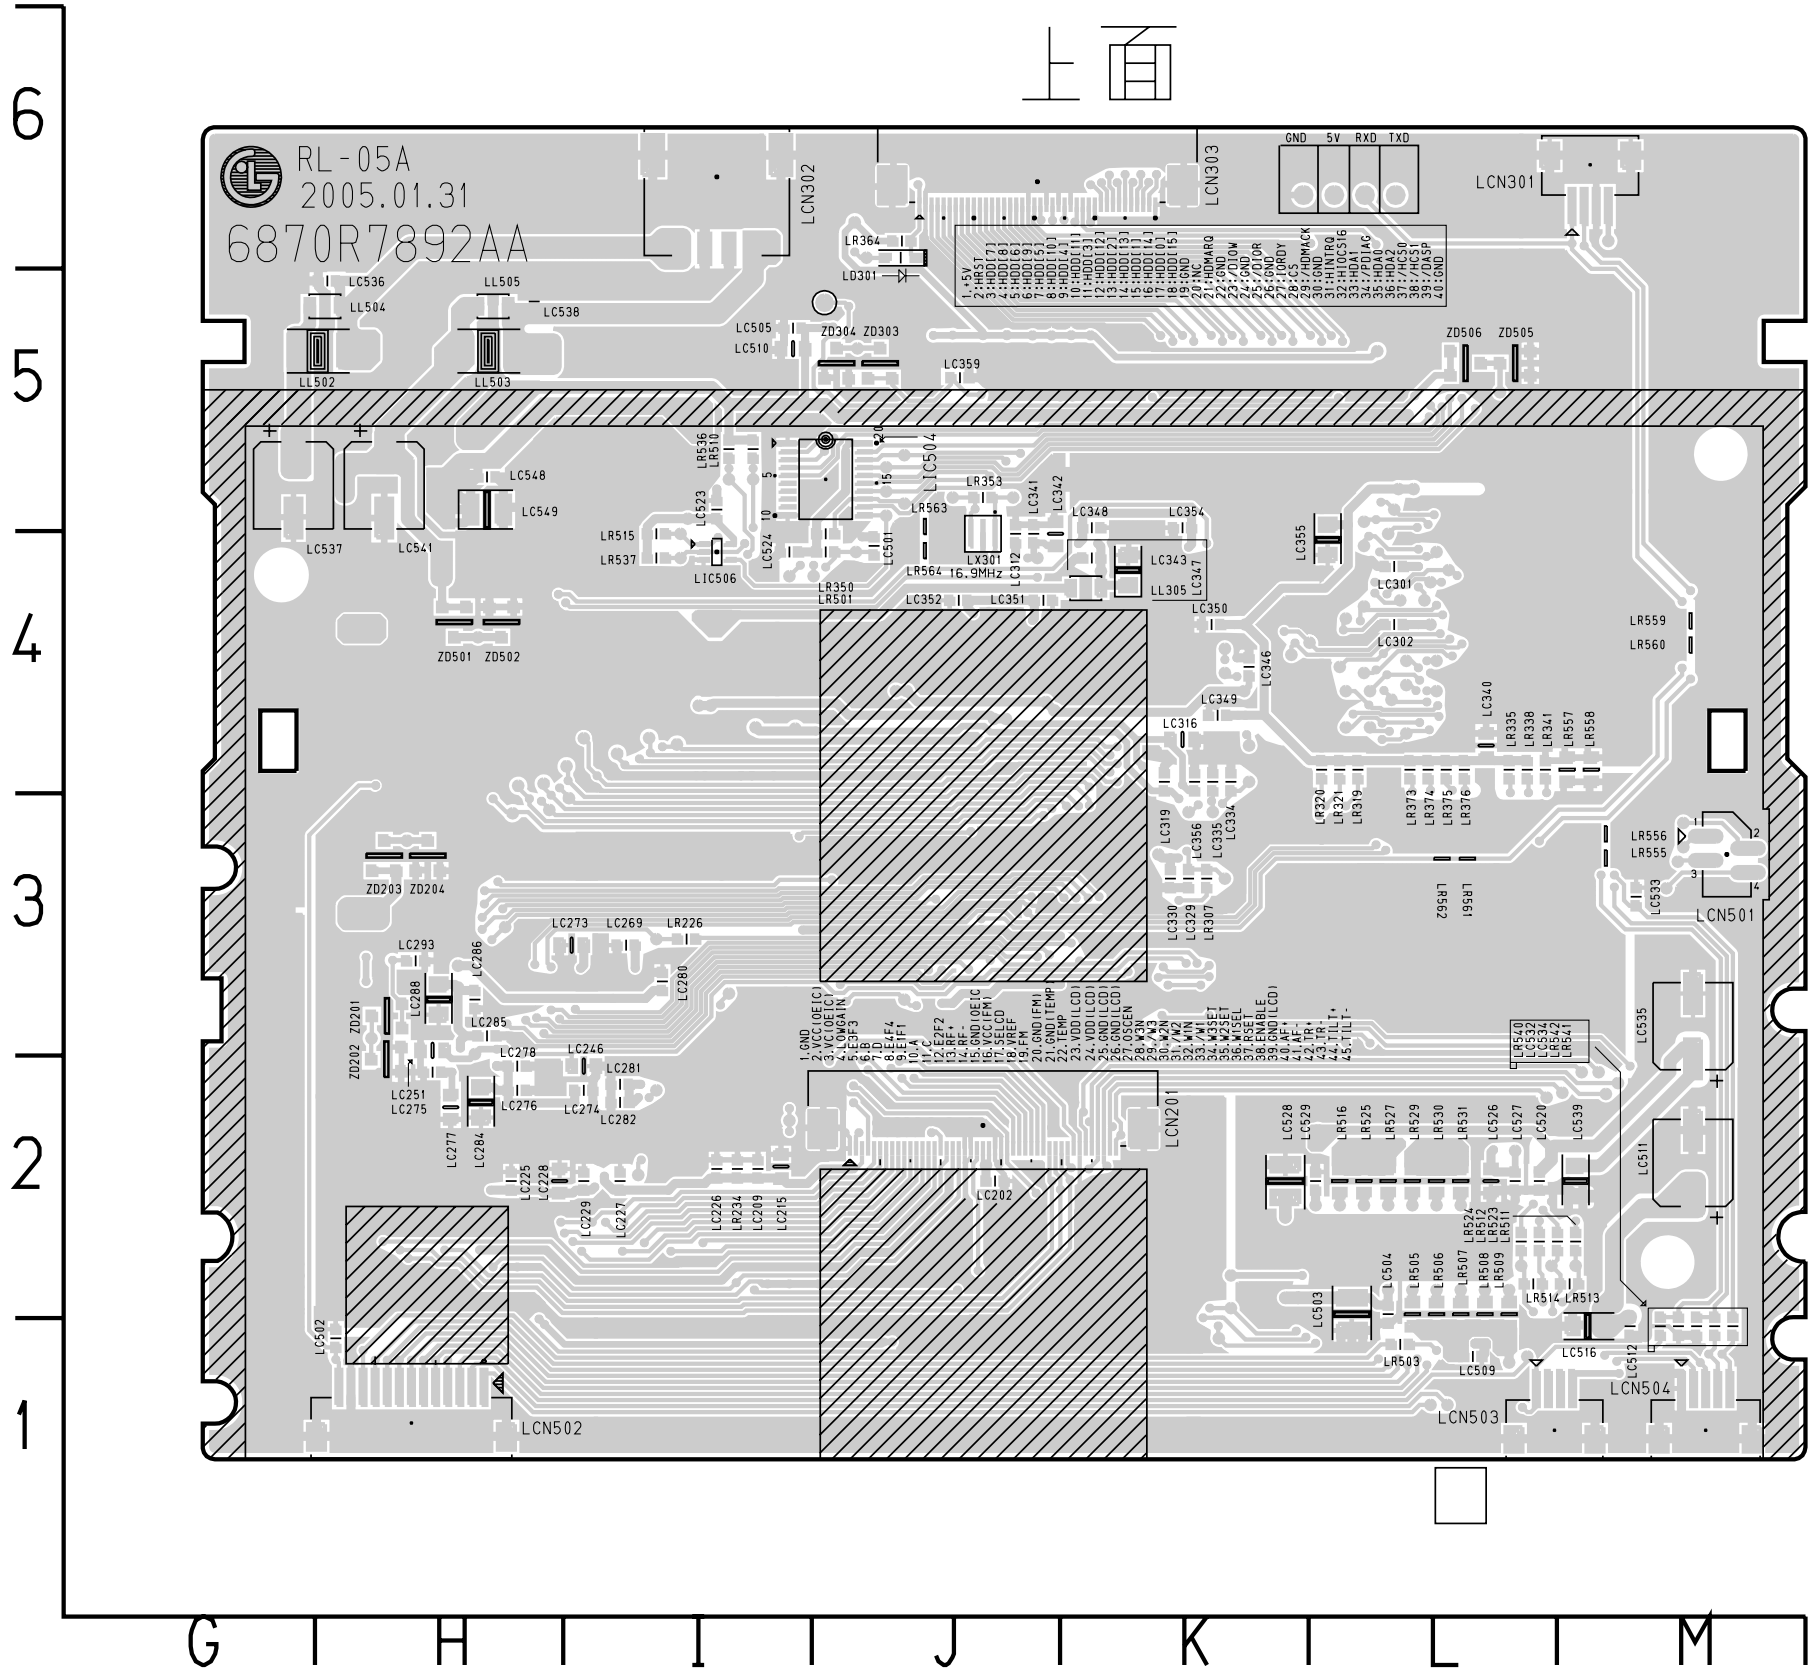 上面
6
GND 5V RXD TXD
RL-05A
2005.01.31
6870R7892AA
LCN302
LCN303
LCN301
LR364
LD301
1.+5V
2:HRST
3:HDD[7]
4:HDD[8]
5:HDD[6]
6:HDD[9]
7:HDD[5]
8:HDD[10]
9:HDD[4]
10:HDD[11]
11:HDD[3]
12:HDD[12]
13:HDD[2]
14:HDD[13]
15:HDD[1]
16:HDD[14]
17:HDD[0]
18:HDD[15]
19:GND
20:NC
21:HDMARQ
22:GND
23:/DIOW
24:GND
25:/DIOR
26:GND
27:IORDY
28:CS
29:/HDMACK
30:GND
31:HINTRQ
32:HIOCS16
33:HDA1
34:/PDIAG
35:HDA0
36:HDA2
37:/HCS0
38:/HCS1
39:/DASP
40:GND
LC536
LL504
LL505
LC538
LC505
LC510
ZD304 ZD303
ZD506 ZD505
5
LL502
LL503
LC359
LR536
LR510
20
LIC504
5
15
10
LC548
LC549
LC523
LR353
LC341
LC342
LR563
LC348
LC354
LC537
LC541
LR515
LR537
LIC506
LC524
LC501
LR564
LX301
16.9MHz
LC312
LC343
LL305
LC347
LC355
LC301
LR350
LR501
LC352
LC351
LC350
LC302
LR559
LR560
4
ZD501 ZD502
LC346
LC349
LC316
LC340
LR335
LR338
LR341
LR557
LR558
LC319
LC356
LC335
LC334
LR320
LR321
LR319
LR373
LR374
LR375
LR376
LR556
LR555
1
2
3
4
LC533
LCN501
3
ZD203 ZD204
LR562
LR561
LC330
LC329
LR307
LC273
LC269
LR226
LC293
LC286
LC288
LC280
ZD201
LC285
ZD202
LC278
LC246
LC281
LC251
LC275
LC276
LC274
LC282
LC277
LC284
1.GND
2.VCC(OEIC)
3.VCC(OEIC)
4.LOWGAIN
5.E3F3
6.B
7.D
8.E4F4
9.E1F1
10.A
11.C
12.E2F2
13.RF+
14.RF-
15.GND(OEIC
16.VCC(FM)
17.SELCD
18.VREF
19.FM
20.GND(FM)
21.GND(TEMP)
22.TEMP
23.VDD(LCD)
24.VDD(LCD)
25.GND(LCD)
26.GND(LCD)
27.OSCEN
28.W3N
29./W3
30.W2N
31./W2
32.W1N
33./W1
34.W3SET
35.W2SET
36.W1SEL
37.RSET
38.ENABLE
39.GND(LCD)
40.AF+
41.AF-
42.TR+
43.TR-
44.TILT+
45.TILT-
LR540
LC532
LC534
LR542
LR541
LC535
LCN201
2
LC528
LC529
LR516
LR525
LR527
LR529
LR530
LR531
LC526
LC527
LC520
LC539
LC511
LC225
LC228
LC229
LC227
LC226
LR234
LC209
LC215
LC202
LR524
LR512
LR523
LR511
LC503
LC504
LR505
LR506
LR507
LR508
LR509
LR514 LR513
LC502
LR503
LC509
LC516
LC512
LCN504
LCN503
LCN502
1
G H I J K L M